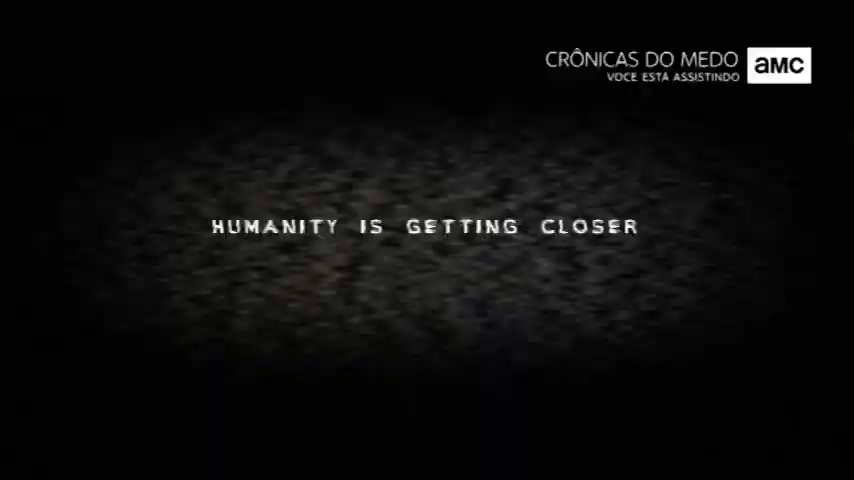 CRÔNICAS DO MEDO
VOCE ESTÁ ASSISTINDO
aMC
HUMANITY IS GETTING CLOSER